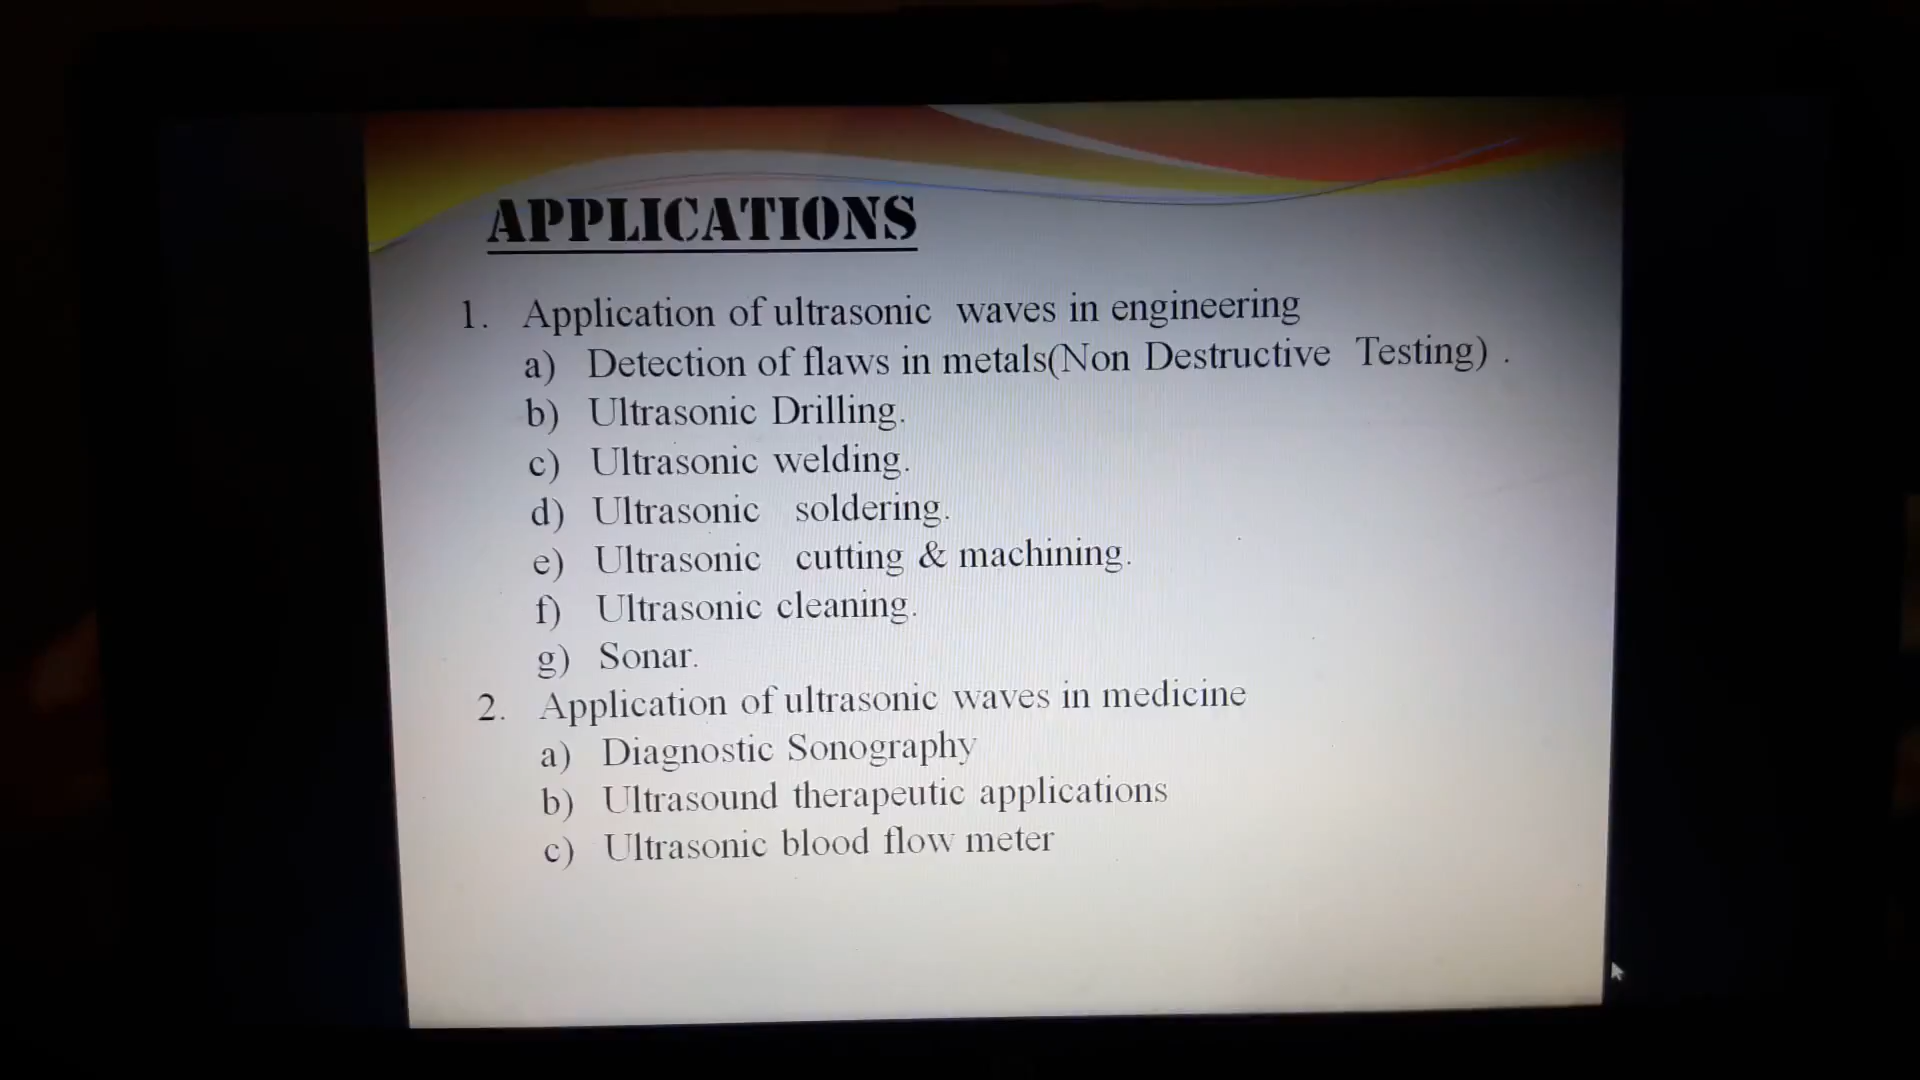 APPLICATIONS
1. Application of ultrasonic waves in engineering
a) Detection of flaws in metals(Non Destructive Testing) .
b) Ultrasonic Drilling.
c) Ultrasonic welding.
d) Ultrasonic soldering.
e) Ultrasonic cutting & machining.
f) Ultrasonic cleaning.
g) Sonar.
2. Application of ultrasonic waves in medicine
a) Diagnostic Sonography
b) Ultrasound therapeutic applications
c) Ultrasonic blood flow meter